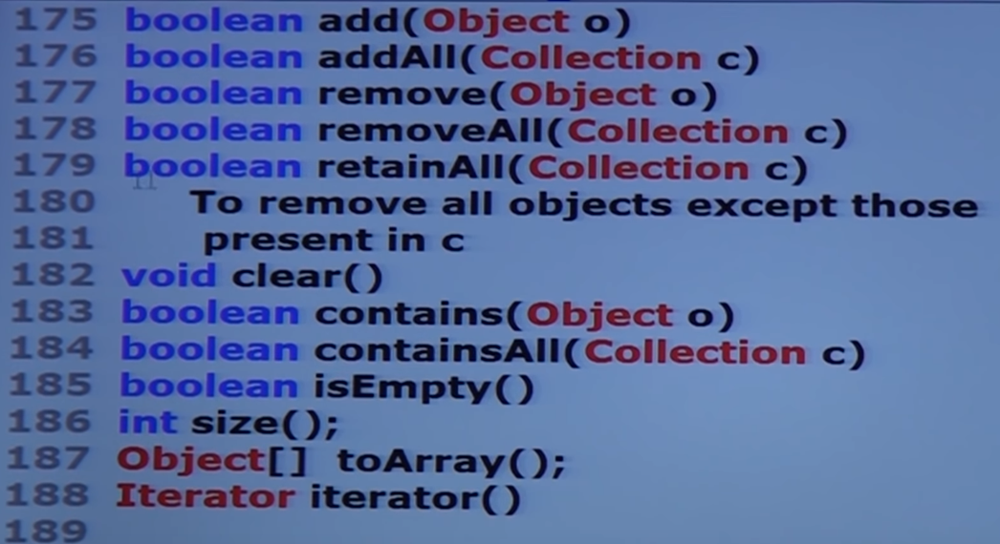 175 boolean add(Object o)
176 boolean addAll(Collection c)
177 boolean remove(Object o)
178 boolean removeAll(Collection c)
179 boolean retainAll(Collection c)
180 To remove all objects except those
181 present in c
182 void clear()
183 boolean contains(Object o)
184 boolean containsAll(Collection c)
185 boolean isEmpty()
186 int size();
187 Object[] toArray();
188 Iterator iterator()
189